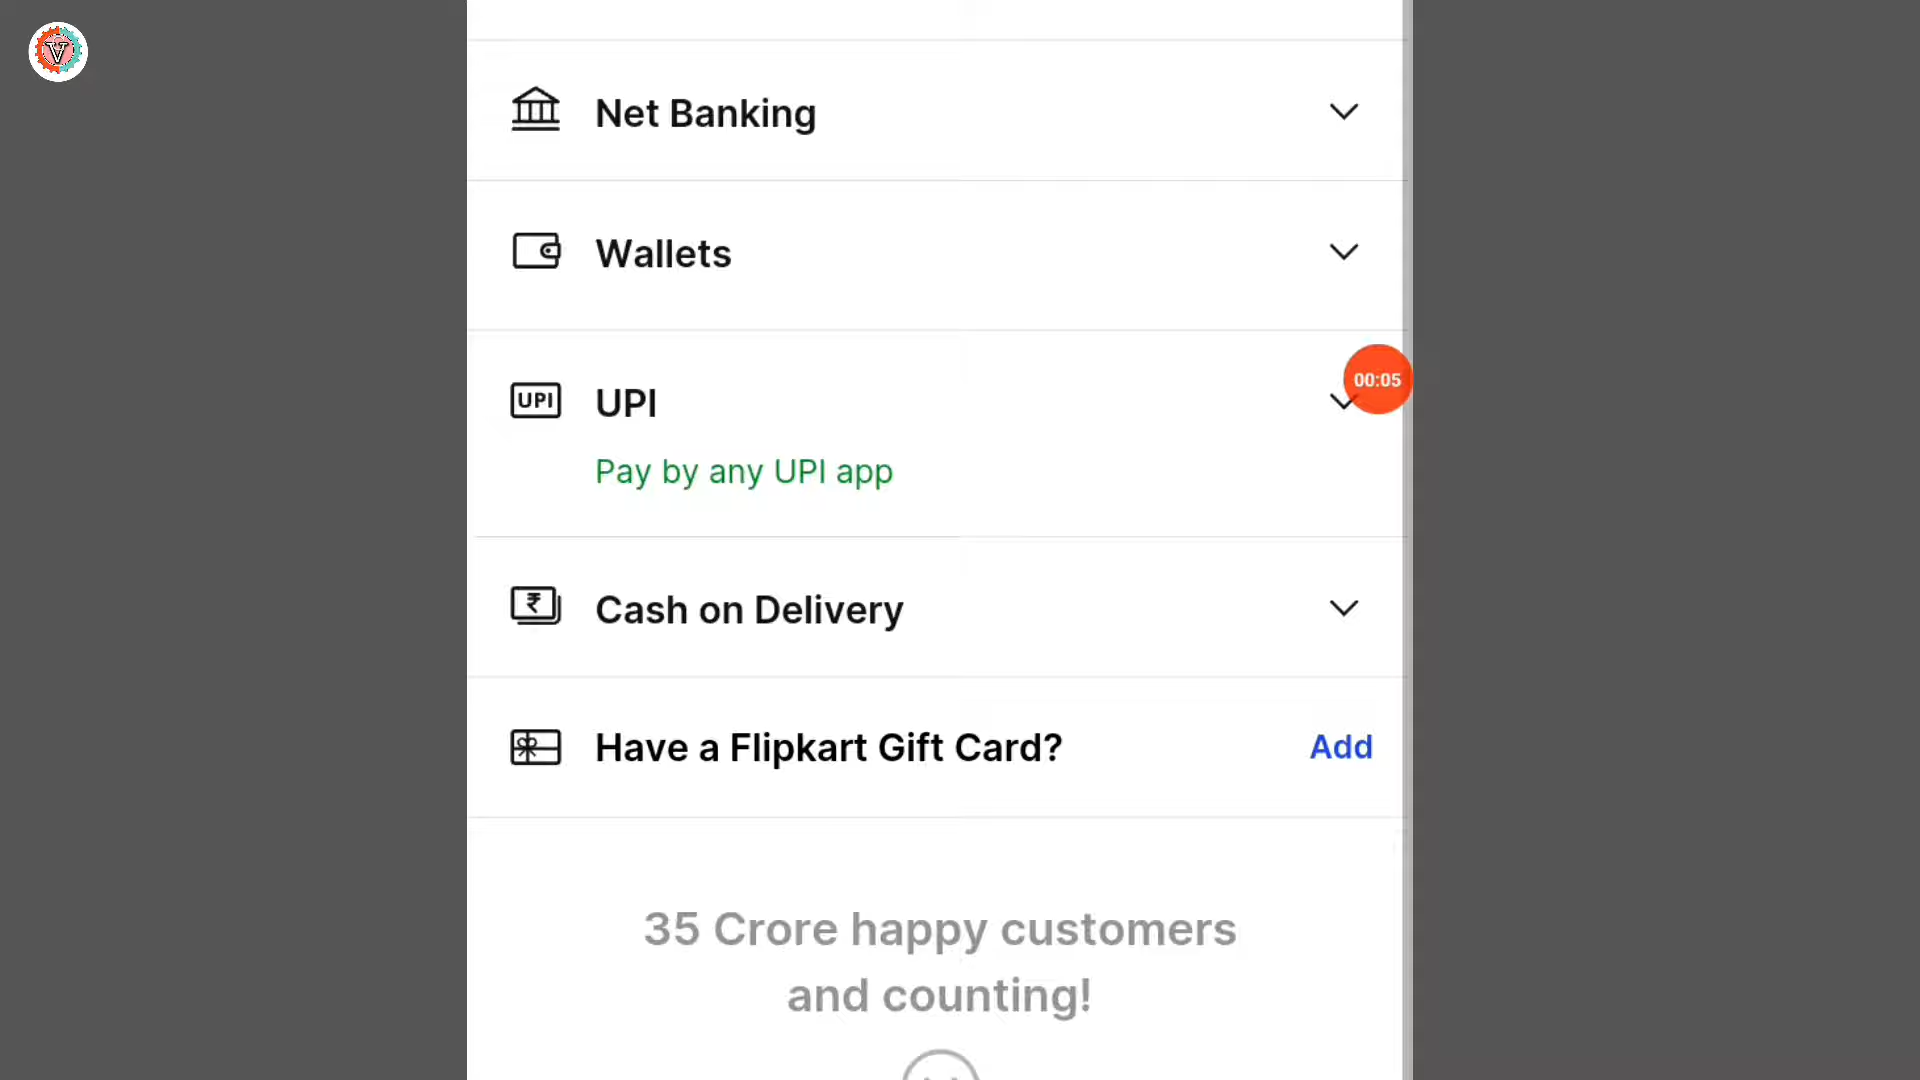 V
Net Banking
Wallets
00:05
UPI UPI
Pay by any UPI app
₹ Cash on Delivery
Have a Flipkart Gift Card? Add
35 Crore happy customers
and counting!